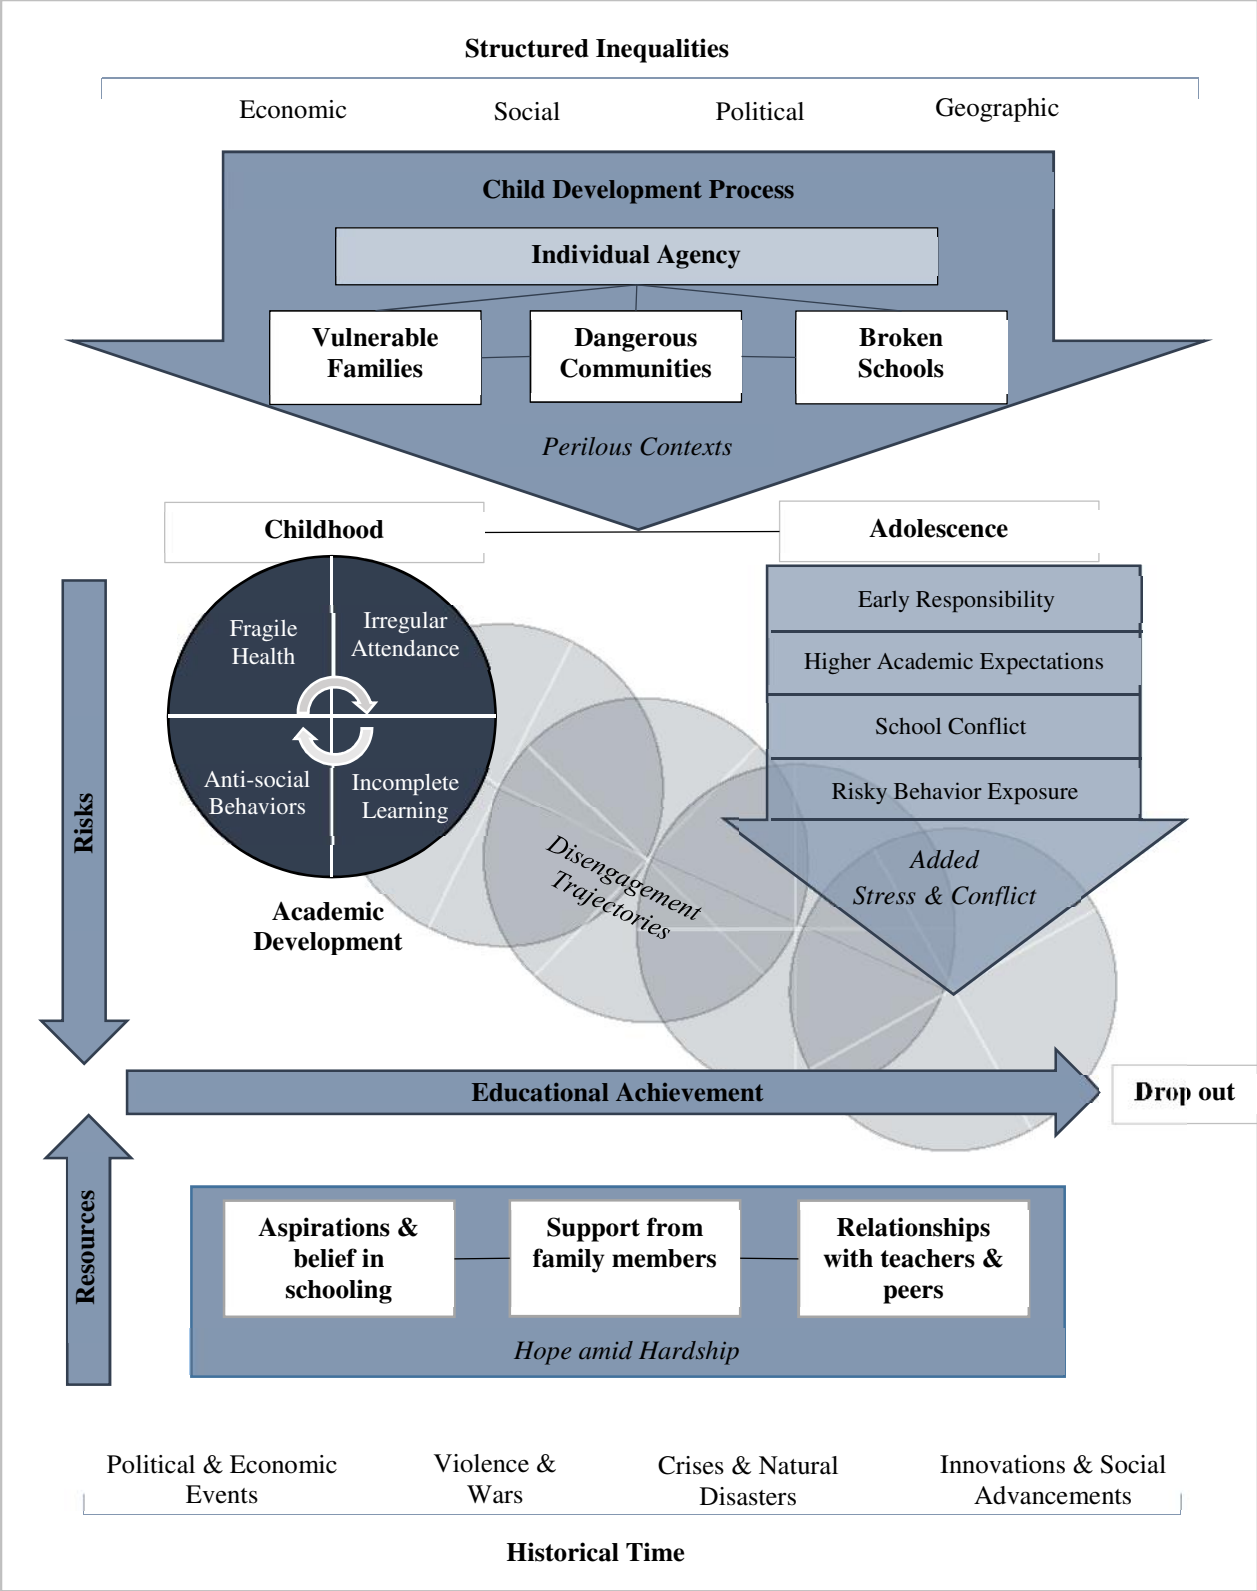 Structured Inequalities
Economic
Social
Political
Geographic
Child Development Process
Individual Agency
Vulnerable
Families
Dangerous
Communities
Broken
Schools
Perilous Contexts
Childhood
Adolescence
Fragile
Health
Irregular
Attendance
Anti-social
Behaviors
Incomplete
Learning
Academic
Development
Early Responsibility
Higher Academic Expectations
School Conflict
Risky Behavior Exposure
Added
Stress & Conflict
Disengagement
Trajectories
Risks
Educational Achievement
Drop out
Resources
Aspirations &
belief in
schooling
Support from
family members
Relationships
with teachers &
peers
Hope amid Hardship
Political & Economic
Events
Violence &
Wars
Crises & Natural
Disasters
Innovations & Social
Advancements
Historical Time